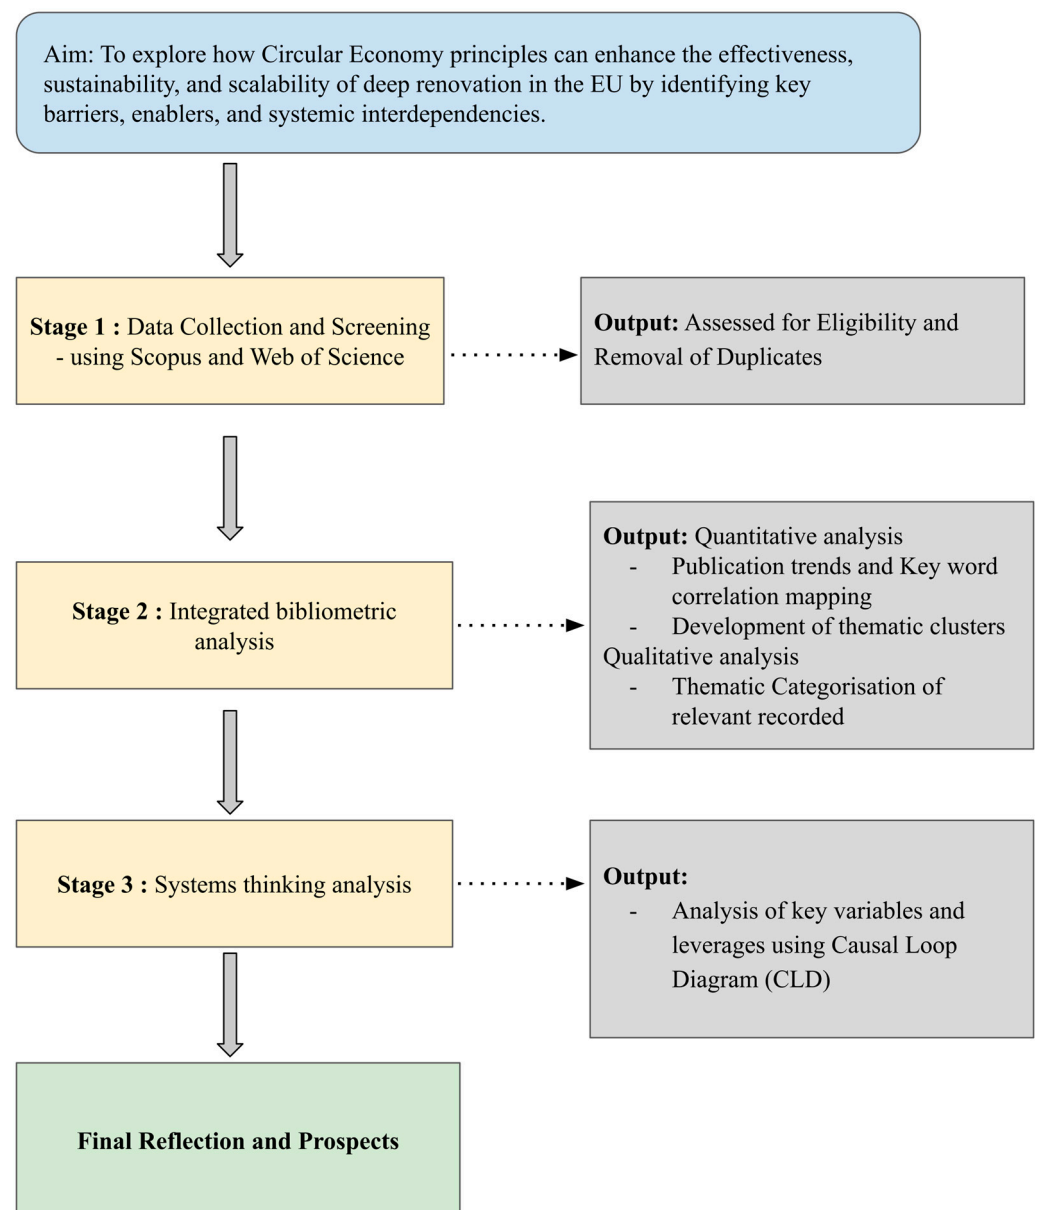 Aim: To explore how Circular Economy principles can enhance the effectiveness,
sustainability, and scalability of deep renovation in the EU by identifying key
barriers, enablers, and systemic interdependencies.
Stage 1 : Data Collection and Screening
- using Scopus and Web of Science
Output: Assessed for Eligibility and
Removal of Duplicates
Stage 2 : Integrated bibliometric
analysis
Output: Quantitative analysis
- Publication trends and Key word
correlation mapping
- Development of thematic clusters
Qualitative analysis
- Thematic Categorisation of
relevant recorded
Stage 3 : Systems thinking analysis
Output:
- Analysis of key variables and
leverages using Causal Loop
Diagram (CLD)
Final Reflection and Prospects